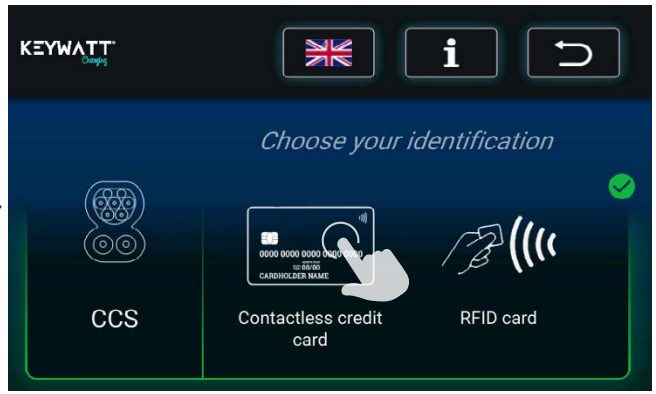 KEYWATT
Charging
i
Choose your identification
0000 0000 0000 0000 0000
00/00
CARDHOLDER NAME
CCS
Contactless credit
card
RFID card